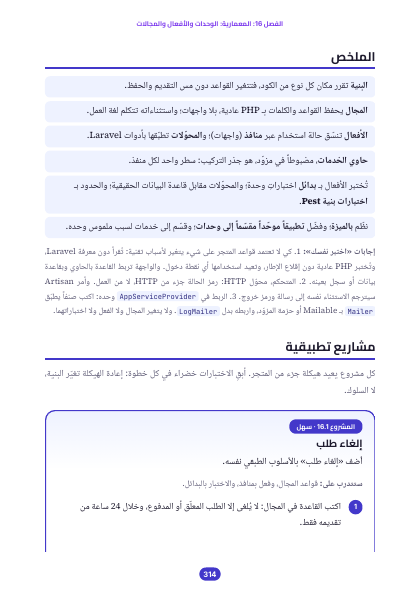 الفصل 16: المعمارية: الوحدات والأفعال والمجالات
الملخص
البنية تقرر مكان كل نوع من الكود، فتتغير القواعد دون مس التقديم والحفظ.
المجال يحفظ القواعد والكلمات بـ PHP عادية، بلا واجهات؛ واستثناءاته تتكلم لغة العمل.
الأفعال تنسّق حالة استخدام عبر منافذ (واجهات)؛ والمحوّلات تطبّقها بأدوات Laravel.
حاوي الخدمات، مضبوطاً في مزوّد، هو جذر التركيب: سطر واحد لكل منفذ.
تُختبر الأفعال بـ بدائل اختبارات وحدة؛ والمحوّلات مقابل قاعدة البيانات الحقيقية؛ والحدود بـ
اختبارات بنية Pest.
نظّم بالميزة؛ وفضّل تطبيقاً موحّداً مقسّماً إلى وحدات؛ وقسّم إلى خدمات لسبب ملموس وحده.
إجابات «اختبر نفسك»: 1. كي لا تعتمد قواعد المتجر على شيء يتغير لأسباب تقنية: تُقرأ دون معرفة Laravel،
وتُختبر PHP عادية دون إقلاع الإطار، وتعيد استخدامها أي نقطة دخول. والواجهة تربط القاعدة بالحاوي وبقاعدة
بيانات أو سجل بعينه. 2. المتحكم، محوّل HTTP: رمز الحالة جزء من HTTP، لا من العمل. وأمر Artisan
سيترجم الاستثناء نفسه إلى رسالة ورمز خروج. 3. الربط في AppServiceProvider وحده: اكتب صنفاً يطبّق
Mailer بـ Mailable أو حزمة المزوّد، واربطه بدل LogMailer. ولا يتغير المجال ولا الفعل ولا اختباراتهما.
مشاريع تطبيقية
كل مشروع يعيد هيكلة جزء من المتجر. أبقِ الاختبارات خضراء في كل خطوة: إعادة الهيكلة تغيّر البنية،
لا السلوك.
المشروع 16.1 · سهل
إلغاء طلب
أضف «إلغاء طلب» بالأسلوب الطبقي نفسه.
ستتدرب على: قواعد المجال، وفعل بمنافذ، والاختبار بالبدائل.
1 اكتب القاعدة في المجال: لا يُلغى إلا الطلب المعلّق أو المدفوع، وخلال 24 ساعة من
تقديمه فقط.
314